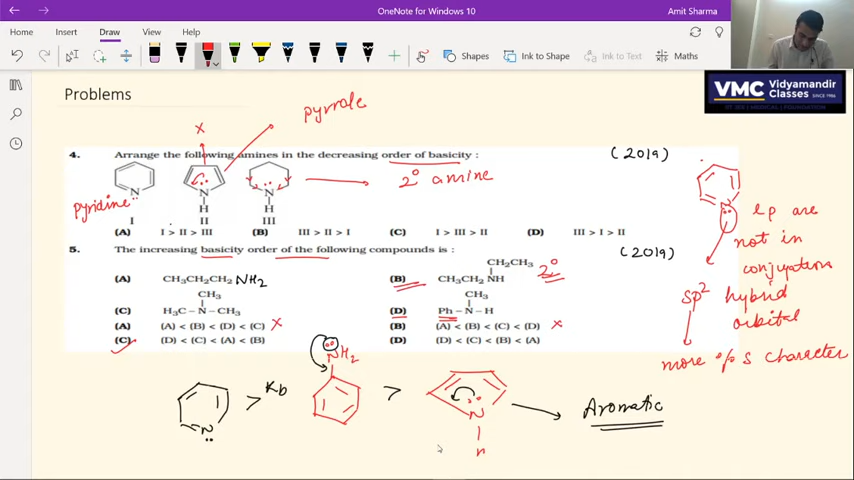 OneNote for Windows 10
Amit Sharma
Home Insert Draw View Help
Shapes Ink to Shape Ink to Text Maths
VMC Vidyamandir Classes
SINCE 1986
Problems
pyrrole
x
4. Arrange the following amines in the decreasing order of basicity :
(2019)
N N N
H H
I II III
pyridine
2° amine
(A) I > II > III (B) III > II > I (C) I > III > II (D) III > I > II
lp are
not in
conjugation
sp² hybrid
orbital
more of s character
5. The increasing basicity order of the following compounds is :
(2019)
(A) CH₃CH₂CH₂NH₂ (B) CH₂CH₃
CH₃CH₂NH 2°
(C) CH₃
H₃C – N – CH₃ (D) CH₃
Ph – N – H
(A) (A) < (B) < (D) < (C) x (B) (A) < (B) < (C) < (D) x
(C) (D) < (C) < (A) < (B) (D) (D) < (C) < (B) < (A)
NH₂
N > Kb > N
Aromatic